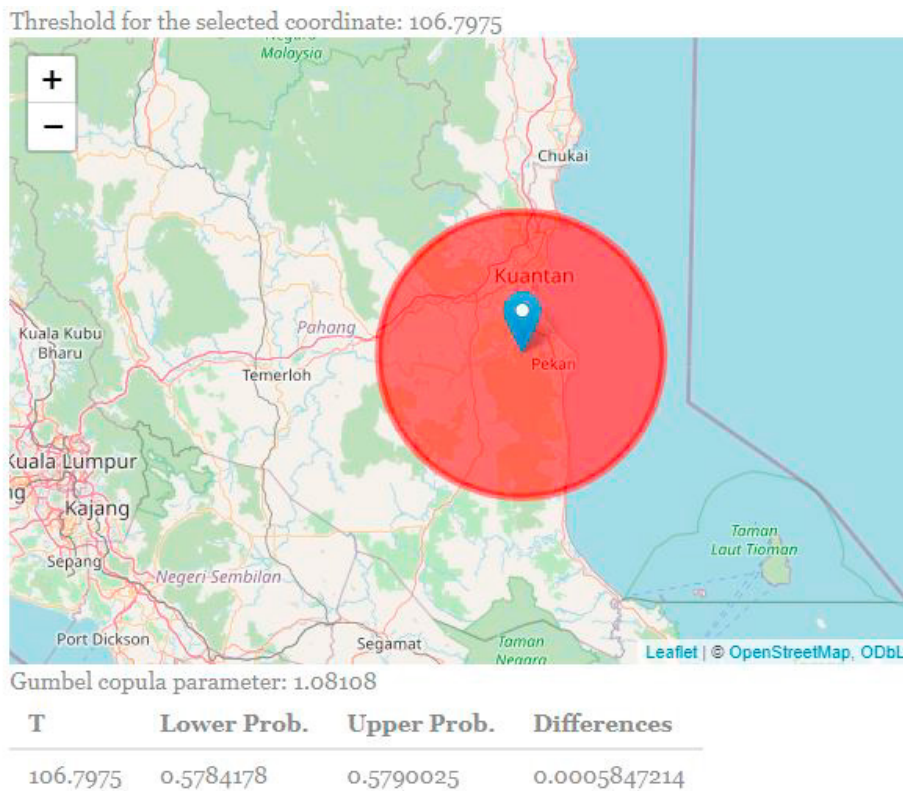 Threshold for the selected coordinate: 106.7975
Negara
Malaysia
+
−
Chukai
Kuantan
Pahang
Kuala Kubu
Bharu
Pekan
Temerloh
Kuala Lumpur
ng
Kajang
Taman
Laut Tioman
Sepang
Negeri Sembilan
Port Dickson
Segamat
Taman
Negara
Leaflet | © OpenStreetMap, ODbL
Gumbel copula parameter: 1.08108
T Lower Prob. Upper Prob. Differences
106.7975 0.5784178 0.5790025 0.0005847214